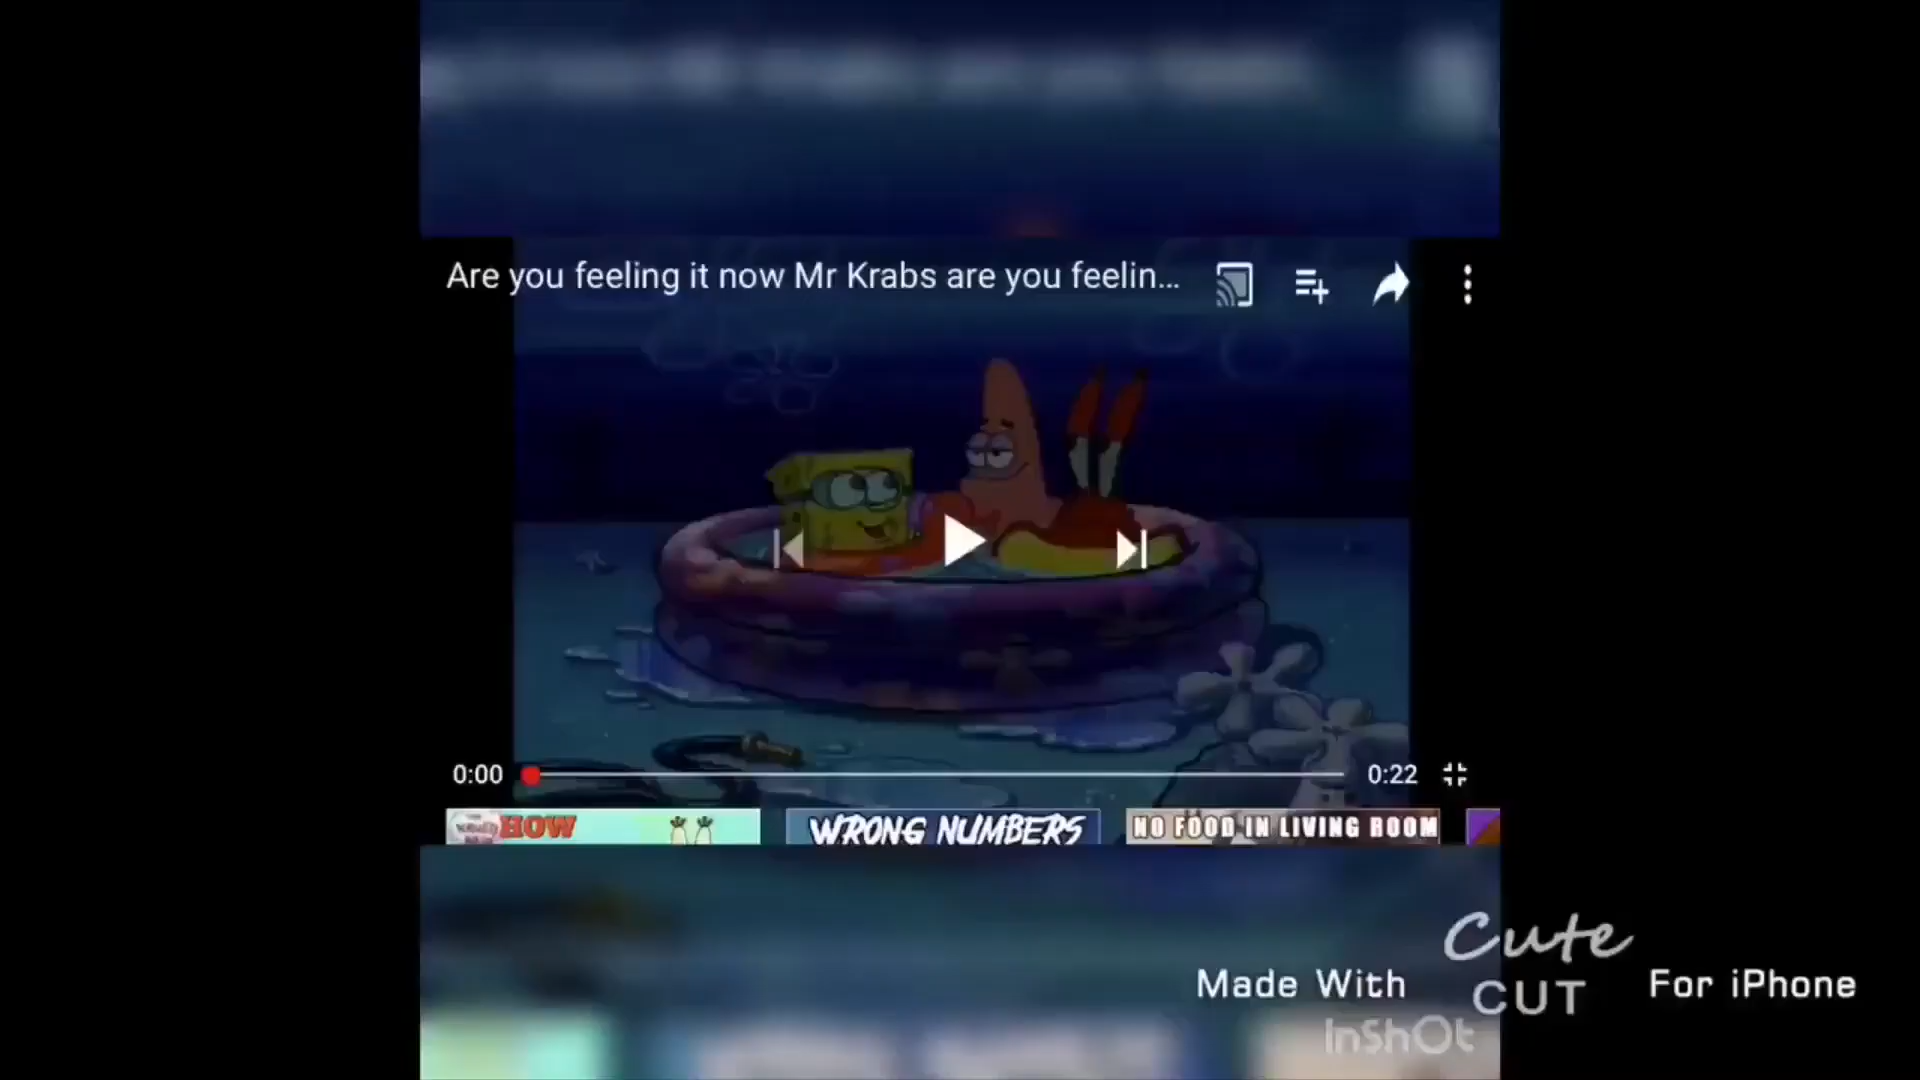 Are you feeling it now Mr Krabs are you feelin...
0:00
0:22
HOW
WRONG NUMBERS
NO FOOD IN LIVING ROOM
Made With Cute CUT For iPhone
InShOt